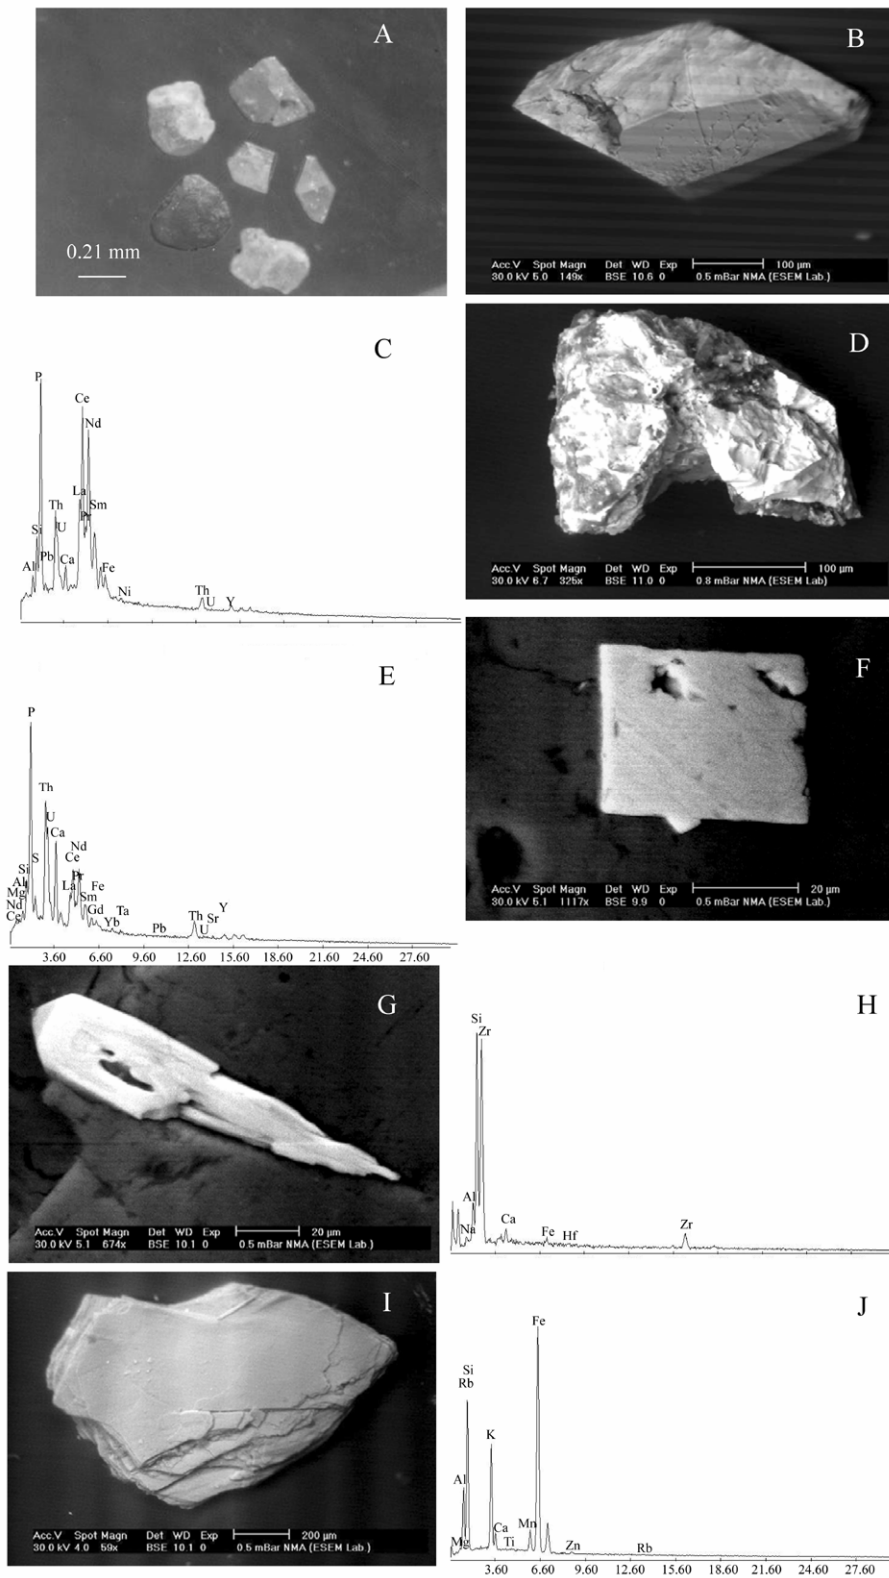 A
0.21 mm
B
Acc.V Spot Magn Det WD Exp 100 µm
30.0 kV 5.0 149x BSE 10.6 0 0.5 mBar NMA (ESEM Lab.)
C
P
Ce
Nd
La
Th
Sm
Pr
U
Si
Pb
Ca
Al
Fe
Ni
Th
U
Y
D
Acc.V Spot Magn Det WD Exp 100 µm
30.0 kV 6.7 325x BSE 11.0 0 0.8 mBar NMA (ESEM Lab)
E
P
Th
U
Ca
Nd
Ce
S
Si
Pr
Al
La
Fe
Mg
Sm
Nd
Gd
Ta
Th
Sr
Y
Ce
Yb
Pb
U
3.60 6.60 9.60 12.60 15.60 18.60 21.60 24.60 27.60
F
Acc.V Spot Magn Det WD Exp 20 µm
30.0 kV 5.1 1117x BSE 9.9 0 0.5 mBar NMA (ESEM Lab.)
G
Acc.V Spot Magn Det WD Exp 20 µm
30.0 kV 5.1 674x BSE 10.1 0 0.5 mBar NMA (ESEM Lab.)
H
Si
Zr
Al
Na
Ca
Fe
Hf
Zr
I
Acc.V Spot Magn Det WD Exp 200 µm
30.0 kV 4.0 59x BSE 10.1 0 0.5 mBar NMA (ESEM Lab.)
J
Fe
Si
Rb
K
Al
Mn
Ca
Mg
Ti
Zn
Rb
3.60 6.60 9.60 12.60 15.60 18.60 21.60 24.60 27.60